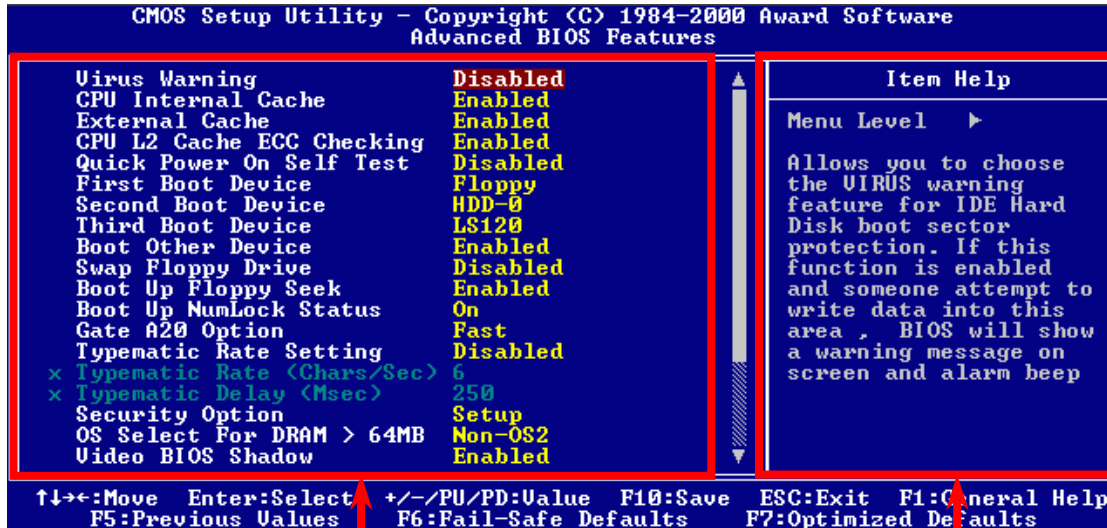 CMOS Setup Utility - Copyright (C) 1984-2000 Award Software
Advanced BIOS Features
Virus Warning Disabled
CPU Internal Cache Enabled
External Cache Enabled
CPU L2 Cache ECC Checking Enabled
Quick Power On Self Test Disabled
First Boot Device Floppy
Second Boot Device HDD-0
Third Boot Device LS120
Boot Other Device Enabled
Swap Floppy Drive Disabled
Boot Up Floppy Seek Enabled
Boot Up NumLock Status On
Gate A20 Option Fast
Typematic Rate Setting Disabled
x Typematic Rate (Chars/Sec) 6
x Typematic Delay (Msec) 250
Security Option Setup
OS Select For DRAM > 64MB Non-OS2
Video BIOS Shadow Enabled
Item Help
Menu Level ►
Allows you to choose
the VIRUS warning
feature for IDE Hard
Disk boot sector
protection. If this
function is enabled
and someone attempt to
write data into this
area , BIOS will show
a warning message on
screen and alarm beep
↑↓→←:Move Enter:Select +/-/PU/PD:Value F10:Save ESC:Exit F1:General Help
F5:Previous Values F6:Fail-Safe Defaults F7:Optimized Defaults